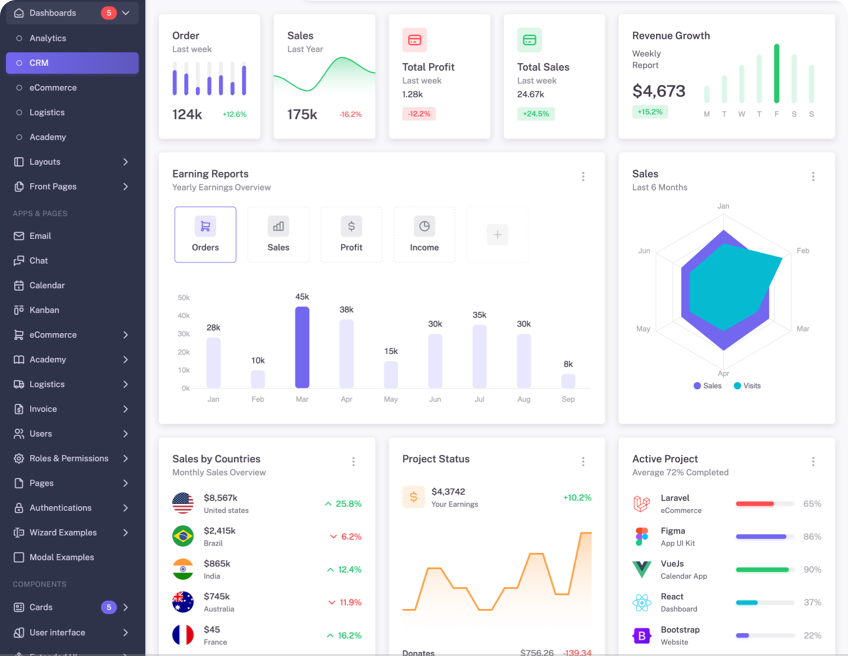 Dashboards 5
Analytics
CRM
eCommerce
Logistics
Academy
Layouts
Front Pages
APPS & PAGES
Email
Chat
Calendar
Kanban
eCommerce
Academy
Logistics
Invoice
Users
Roles & Permissions
Pages
Authentications
Wizard Examples
Modal Examples
COMPONENTS
Cards 5
User interface
Order
Last week
124k +12.6%
Sales
Last Year
175k -16.2%
Total Profit
Last week
1.28k
-12.2%
Total Sales
Last week
24.67k
+24.5%
Revenue Growth
Weekly
Report
$4,673
+15.2%
M T W T F S S
Earning Reports
Yearly Earnings Overview
Orders Sales Profit Income
50k
40k
30k
20k
10k
0k
28k 10k 45k 38k 15k 30k 35k 30k 8k
Jan Feb Mar Apr May Jun Jul Aug Sep
Sales
Last 6 Months
Jan
Jun Feb
May Mar
Apr
Sales Visits
Sales by Countries
Monthly Sales Overview
$8,567k
United states
25.8%
$2,415k
Brazil
6.2%
$865k
India
12.4%
$745k
Australia
11.9%
$45
France
16.2%
Project Status
$4,3742
Your Earnings
+10.2%
Donates $756.26 -139.34
Active Project
Average 72% Completed
Laravel
eCommerce
65%
Figma
App UI Kit
86%
VueJs
Calendar App
90%
React
Dashboard
37%
B
Bootstrap
Website
22%